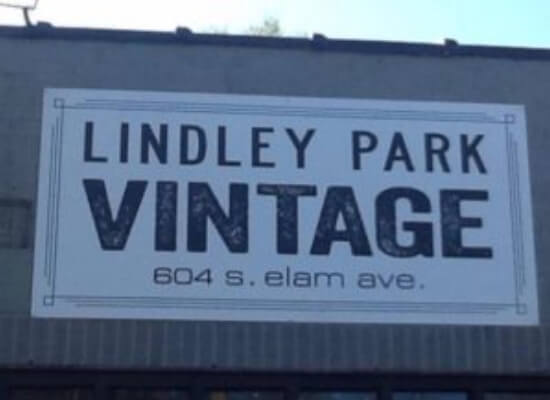 LINDLEY PARK
VINTAGE
604 s. elam ave.